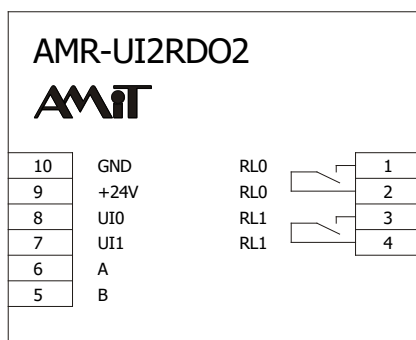 AMR-UI2RDO2
AMiT
10 GND RL0 1
9 +24V RL0 2
8 UI0 RL1 3
7 UI1 RL1 4
6 A
5 B